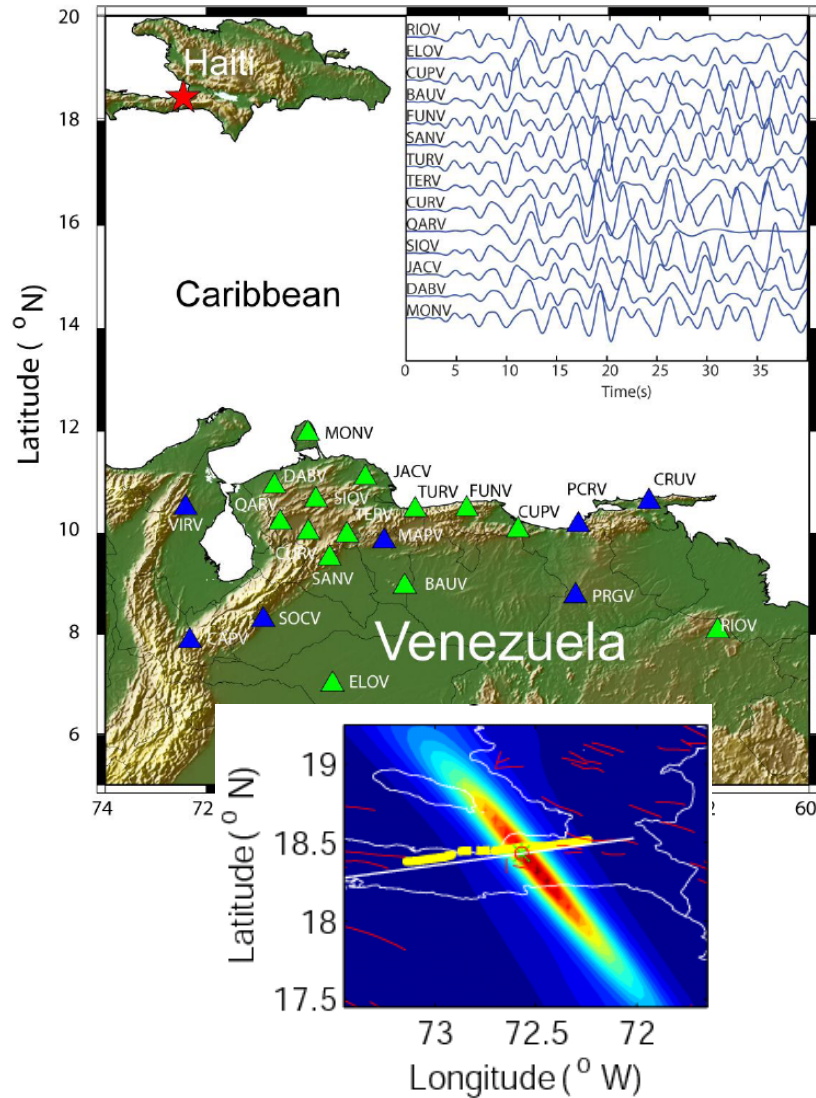 20
18
16
14
12
10
8
6
Latitude ( °N)
74
72
2
60
Haiti
Caribbean
Venezuela
RIOV
ELOV
CUPV
BAUV
FUNV
SANV
TURV
TERV
CURV
QARV
SIQV
JACV
DABV
MONV
0 5 10 15 20 25 30 35
Time(s)
MONV
DABV
JACV
TURV
FUNV
PCRV
CRUV
VIRV
QARV
SIQV
TERV
CUPV
CURV
MAPV
SANV
BAUV
PRGV
CAPV
SOCV
RIOV
ELOV
19
18.5
18
17.5
Latitude ( ° N)
73 72.5 72
Longitude ( ° W)